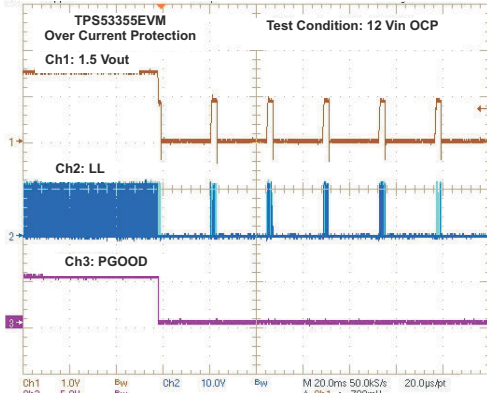 TPS53355EVM
Over Current Protection
Test Condition: 12 Vin OCP
Ch1: 1.5 Vout
1
Ch2: LL
2
Ch3: PGOOD
3
Ch1 1.0V Bw Ch2 10.0V Bw M 20.0ms 50.0kS/s 20.0µs/pt